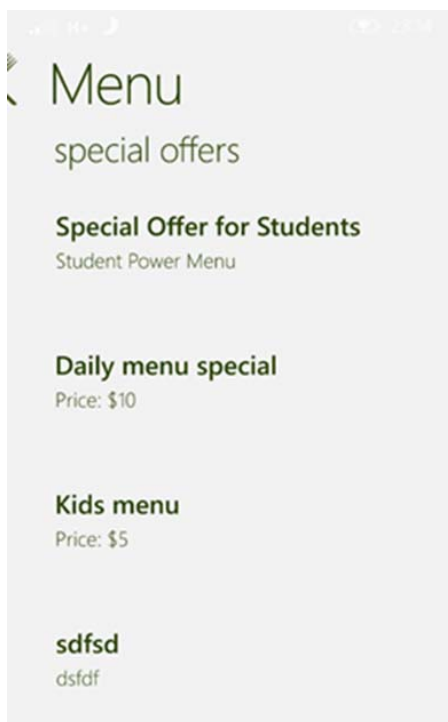 Menu
special offers
Special Offer for Students
Student Power Menu
Daily menu special
Price: $10
Kids menu
Price: $5
sdfsd
dsfdf